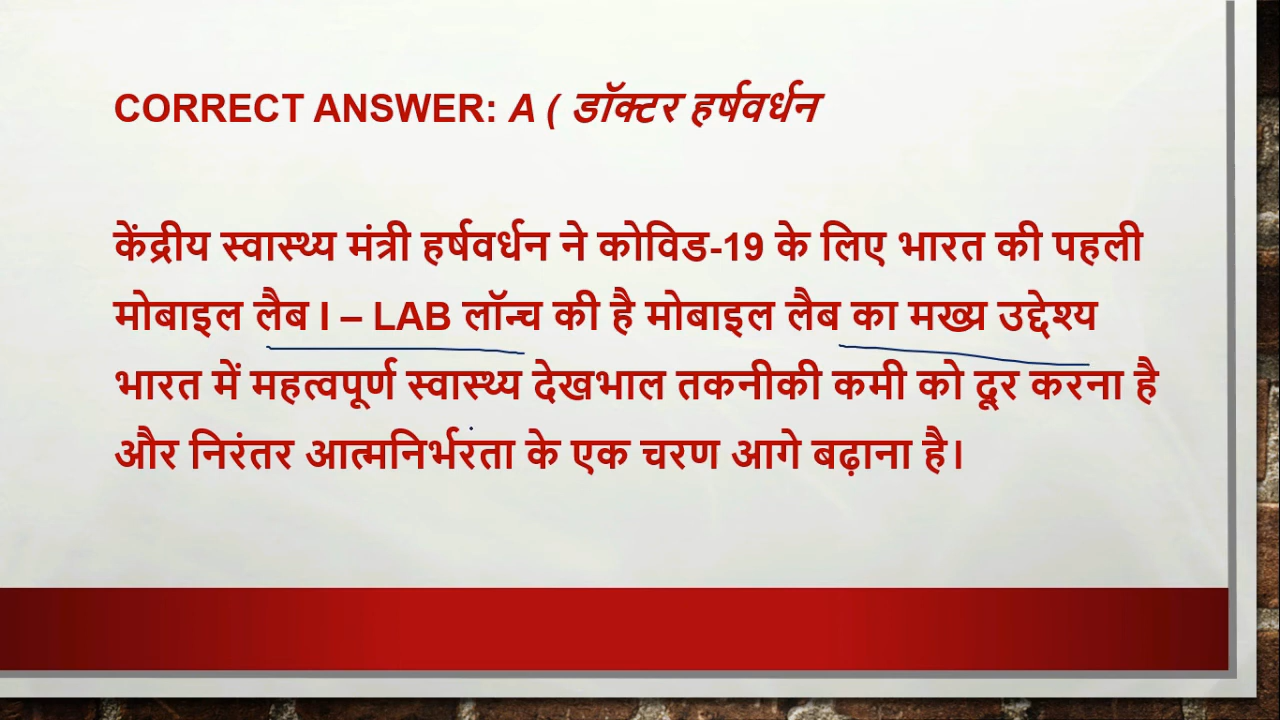 CORRECT ANSWER: A ( डॉक्टर हर्षवर्धन
केंद्रीय स्वास्थ्य मंत्री हर्षवर्धन ने कोविड-19 के लिए भारत की पहली
मोबाइल लैब I – LAB लॉन्च की है मोबाइल लैब का मख्य उद्देश्य
भारत में महत्वपूर्ण स्वास्थ्य देखभाल तकनीकी कमी को दूर करना है
और निरंतर आत्मनिर्भरता के एक चरण आगे बढ़ाना है।